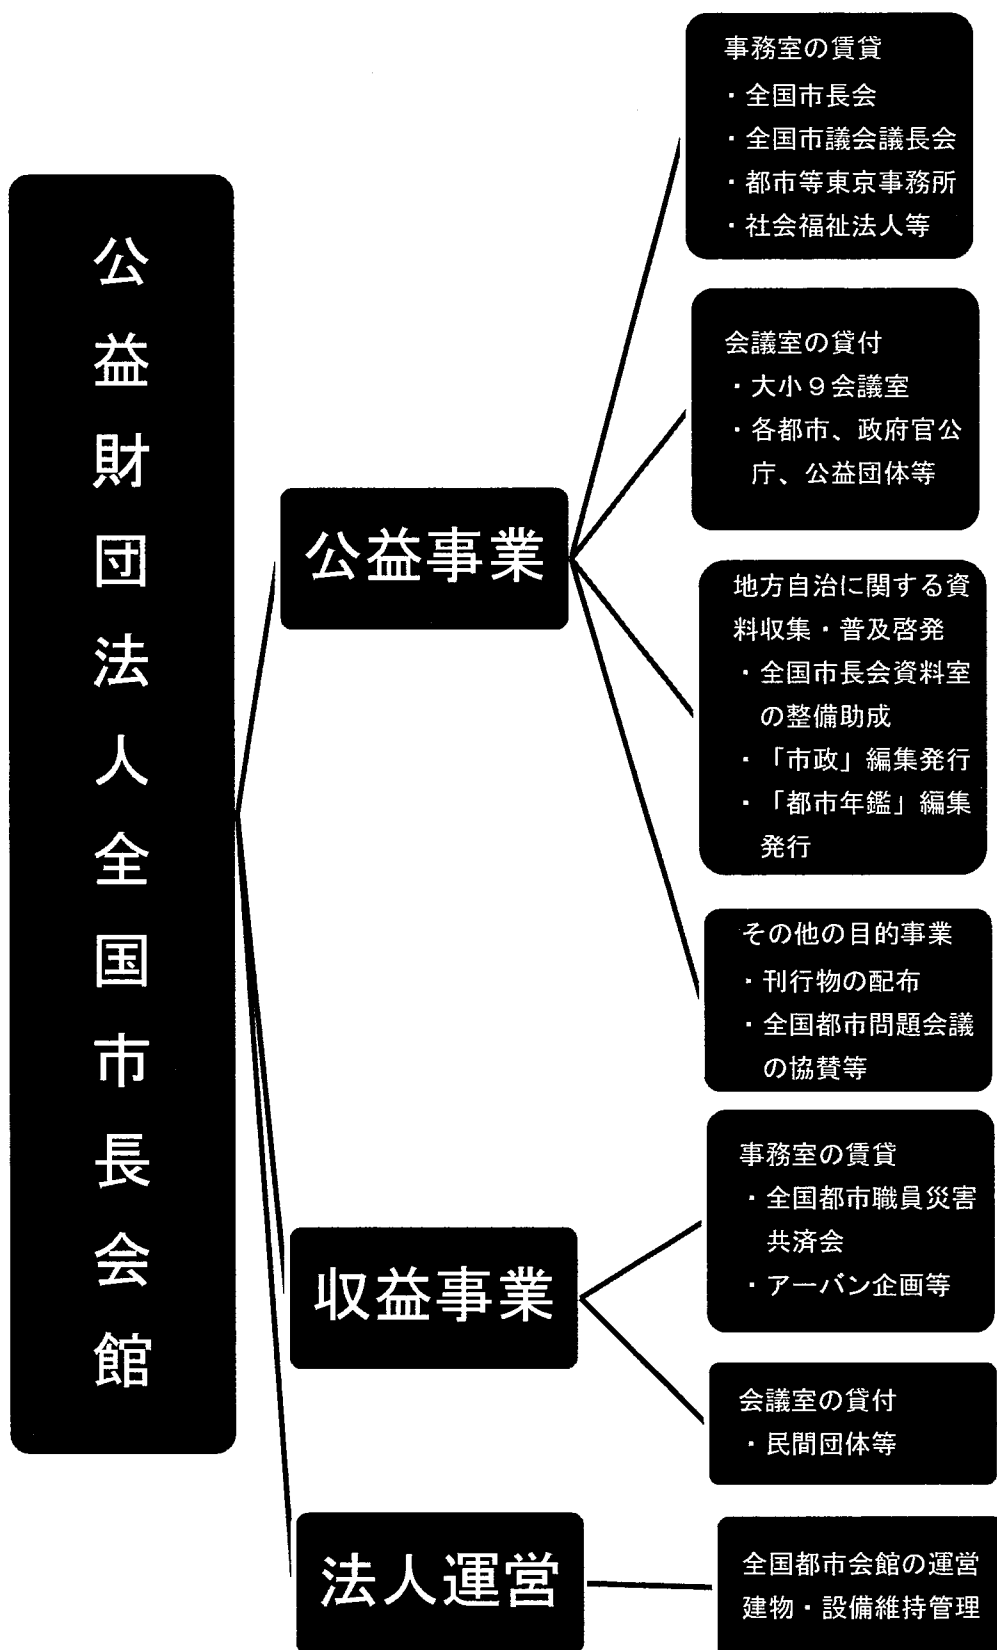 公益財団法人全国市長会館
公益事業
事務室の賃貸
・全国市長会
・全国市議会議長会
・都市等東京事務所
・社会福祉法人等
会議室の貸付
・大小９会議室
・各都市、政府官公
庁、公益団体等
地方自治に関する資
料収集・普及啓発
・全国市長会資料室
の整備助成
・「市政」編集発行
・「都市年鑑」編集
発行
その他の目的事業
・刊行物の配布
・全国都市問題会議
の協賛等
収益事業
事務室の賃貸
・全国都市職員災害
共済会
・アーバン企画等
会議室の貸付
・民間団体等
法人運営
全国都市会館の運営
建物・設備維持管理